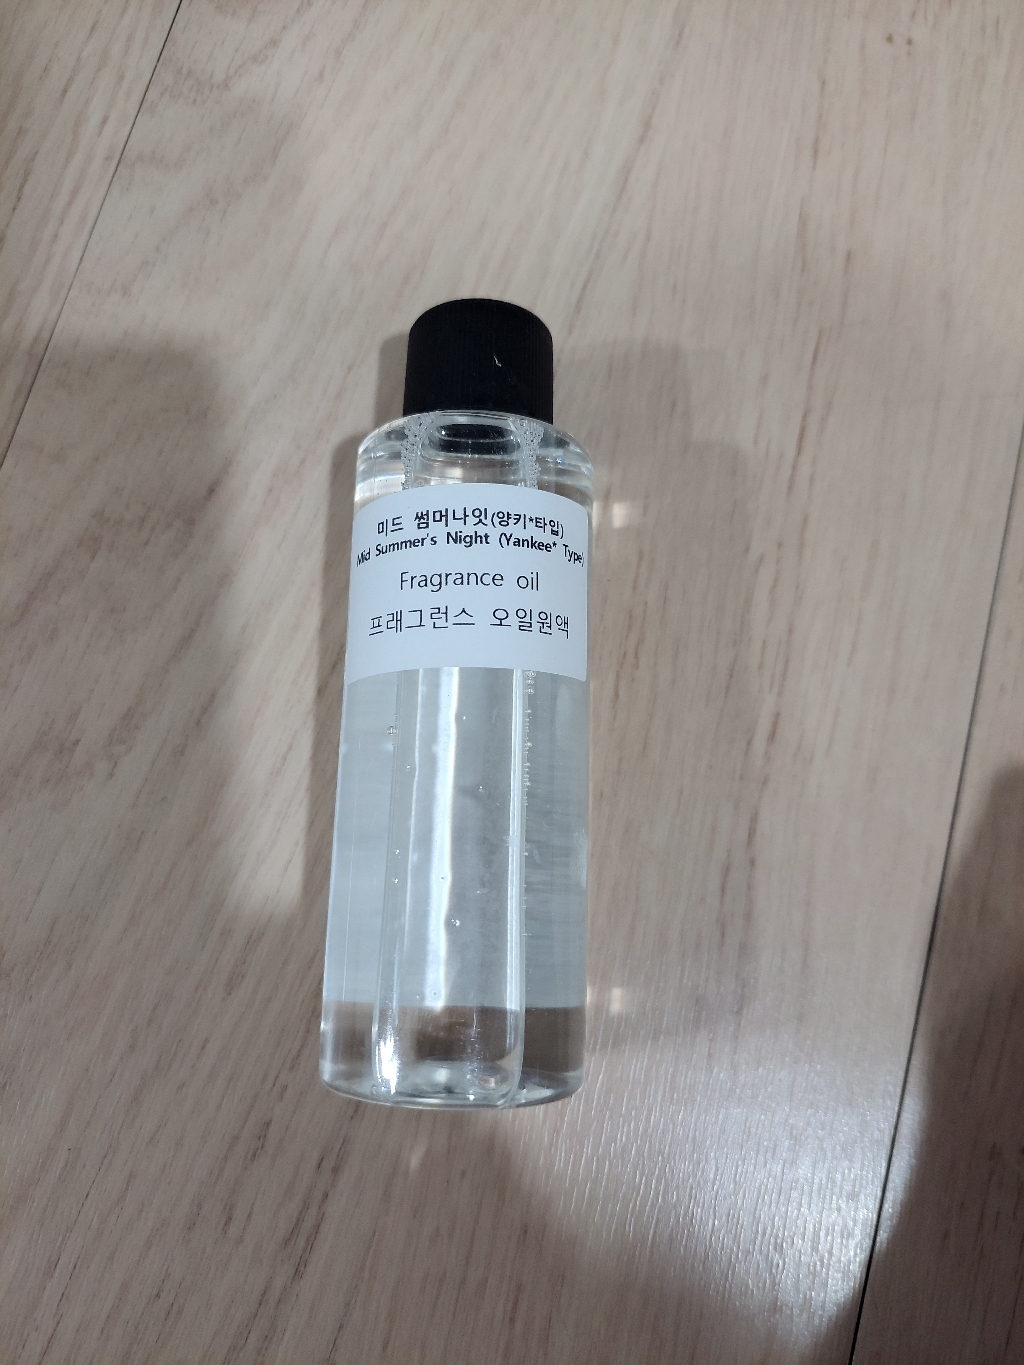 미드 썸머나잇(양키*타입)
Mid Summer's Night (Yankee* Type)
Fragrance oil
프래그런스 오일원액